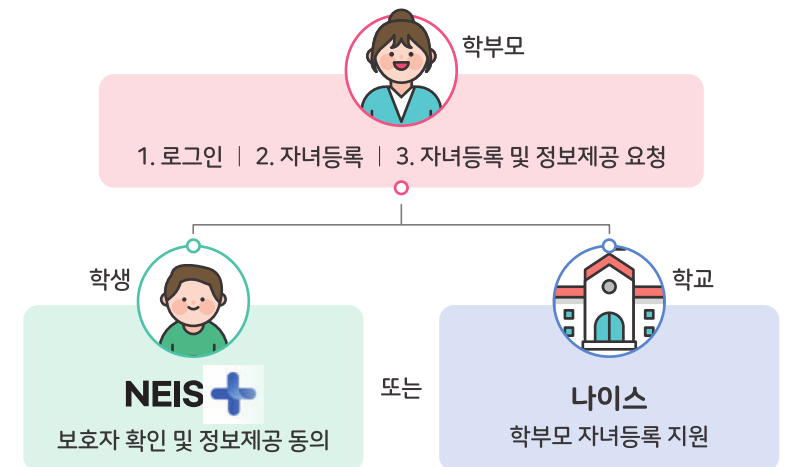 학부모
1. 로그인 | 2. 자녀등록 | 3. 자녀등록 및 정보제공 요청
학생
학교
NEIS+
보호자 확인 및 정보제공 동의
또는
나이스
학부모 자녀등록 지원